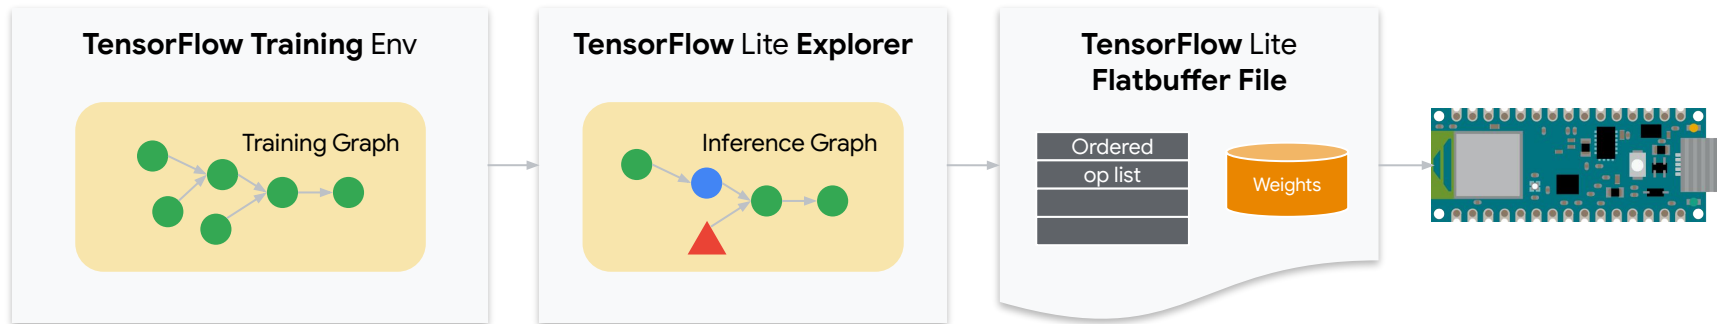 TensorFlow Training Env
Training Graph
TensorFlow Lite Explorer
Inference Graph
TensorFlow Lite
Flatbuffer File
Ordered
op list
Weights